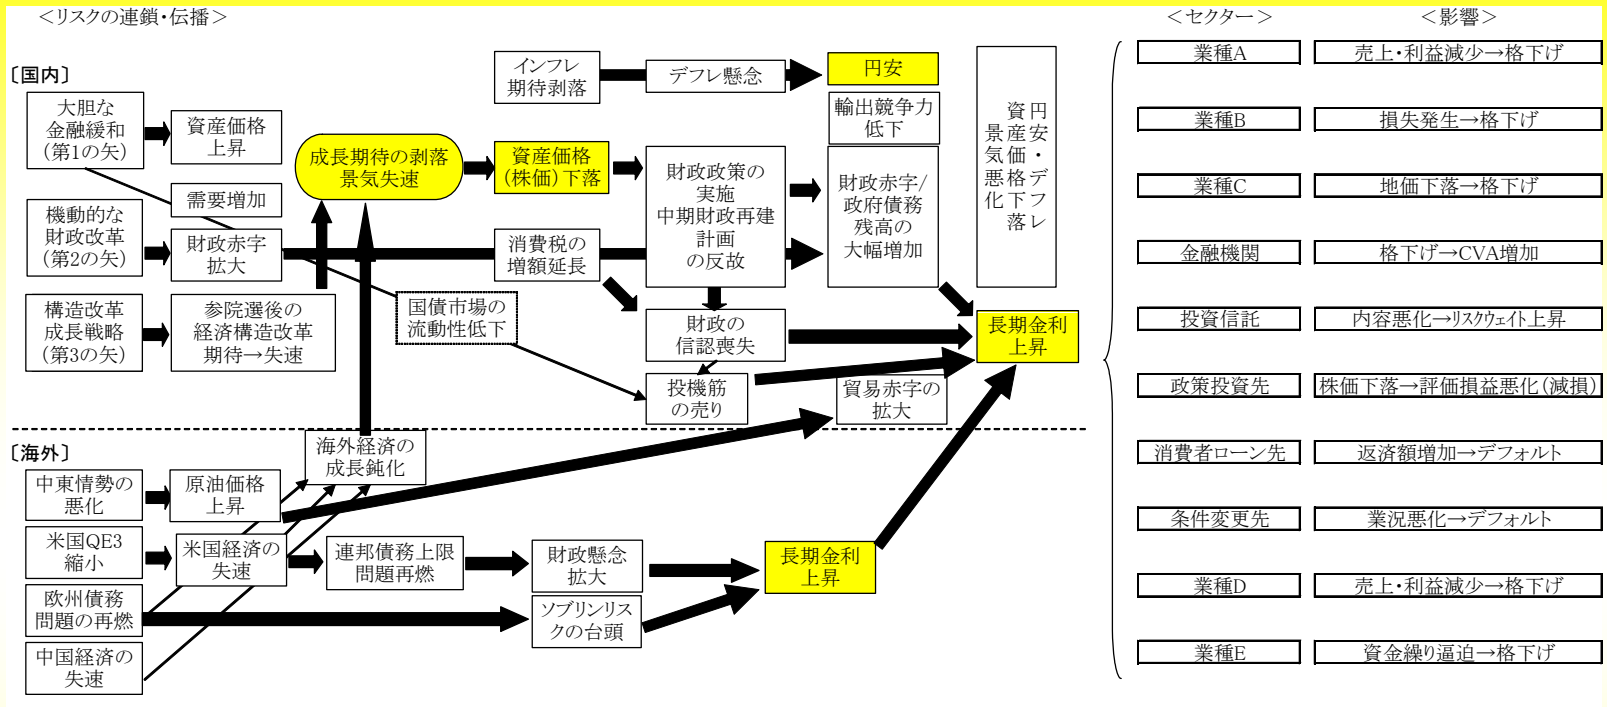 ＜リスクの連鎖・伝播＞
＜セクター＞
＜影響＞
〔国内〕
大胆な
金融緩和
（第1の矢）
資産価格
上昇
需要増加
機動的な
財政改革
（第2の矢）
財政赤字
拡大
構造改革
成長戦略
（第3の矢）
参院選後の
経済構造改革
期待→失速
成長期待の剥落
景気失速
インフレ
期待剥落
デフレ懸念
円安
輸出競争力
低下
資産価格
（株価）下落
財政政策の
実施
中期財政再建
計画
の反故
財政赤字/
政府債務
残高の
大幅増加
消費税の
増額延長
国債市場の
流動性低下
財政の
信認喪失
投機筋
の売り
貿易赤字の
拡大
円安・デフレ
資産価格下落
景気悪化
長期金利
上昇
〔海外〕
海外経済の
成長鈍化
中東情勢の
悪化
原油価格
上昇
米国QE3
縮小
米国経済の
失速
連邦債務上限
問題再燃
財政懸念
拡大
長期金利
上昇
欧州債務
問題の再燃
ソブリンリス
クの台頭
中国経済の
失速
業種A
売上・利益減少→格下げ
業種B
損失発生→格下げ
業種C
地価下落→格下げ
金融機関
格下げ→CVA増加
投資信託
内容悪化→リスクウェイト上昇
政策投資先
株価下落→評価損益悪化（減損）
消費者ローン先
返済額増加→デフォルト
条件変更先
業況悪化→デフォルト
業種D
売上・利益減少→格下げ
業種E
資金繰り逼迫→格下げ